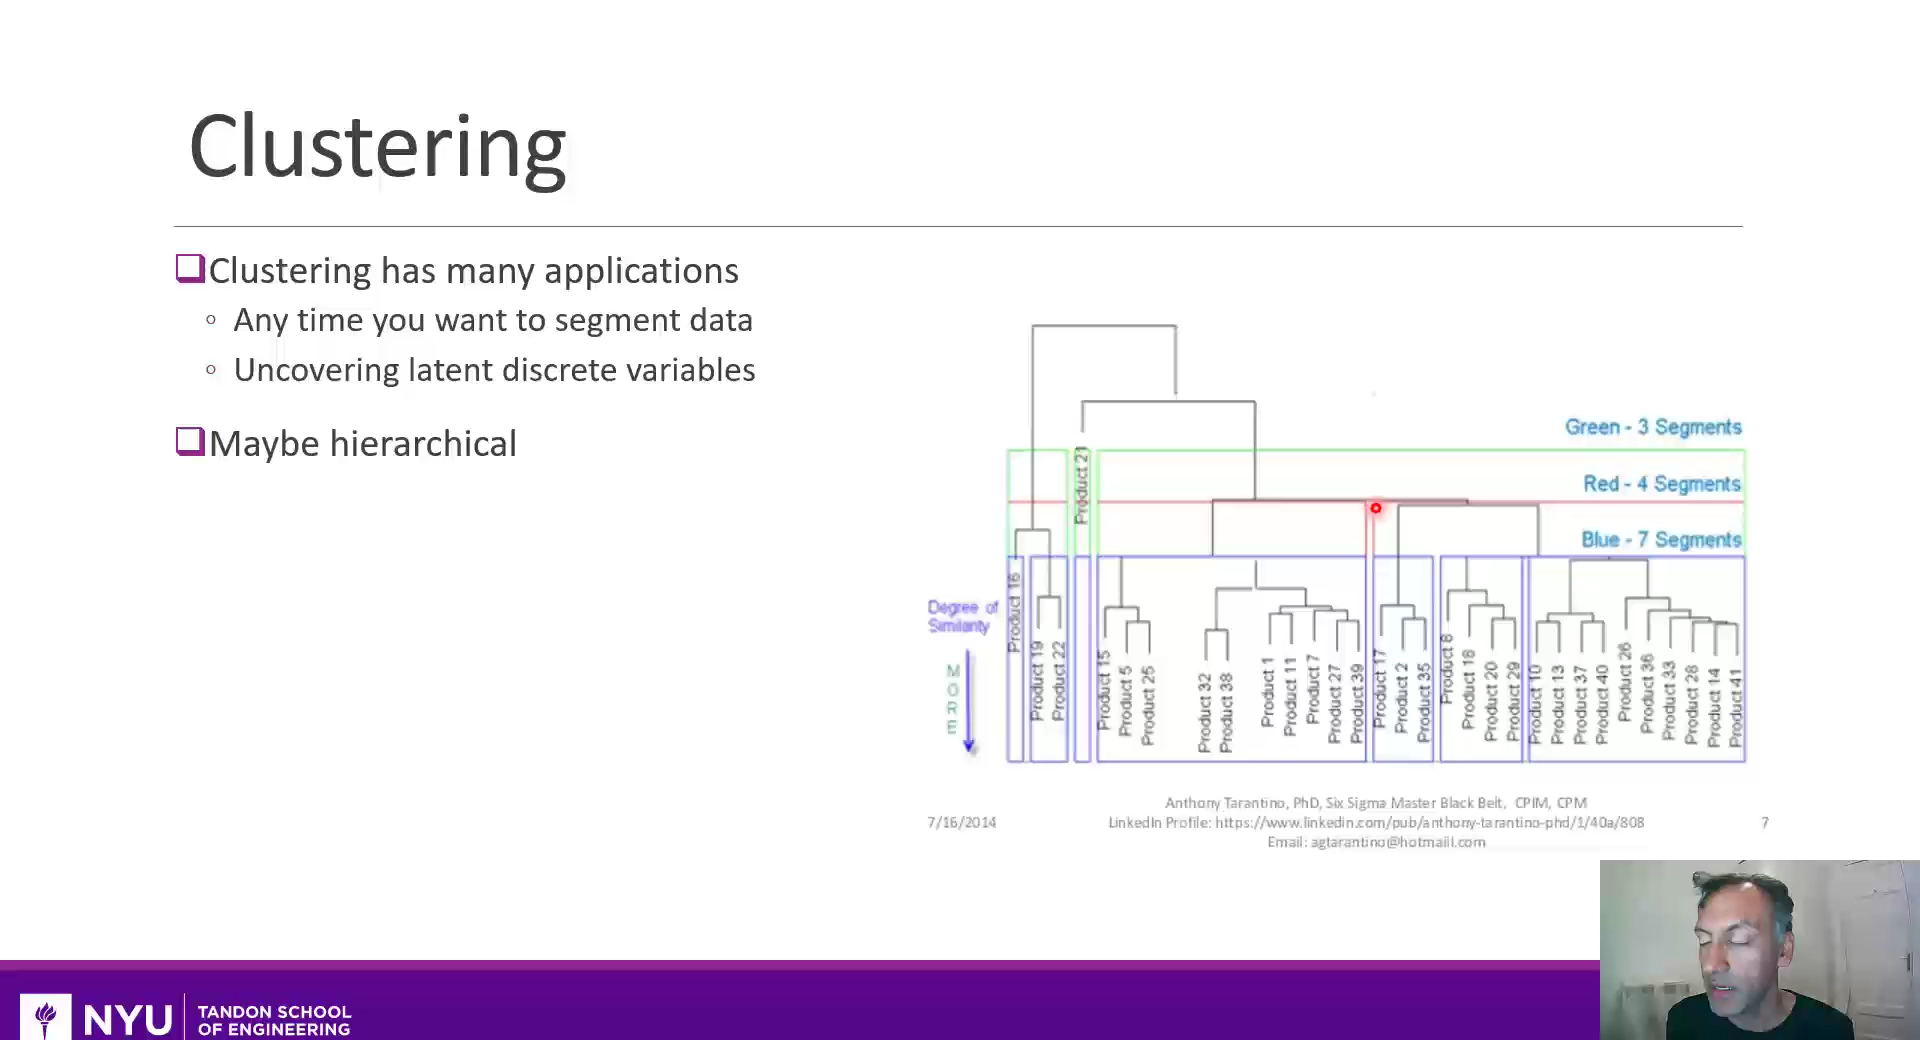 Clustering
Clustering has many applications
Any time you want to segment data
Uncovering latent discrete variables
Maybe hierarchical
Green - 3 Segments
Red - 4 Segments
Blue - 7 Segments
Degree of
Similarity
MORE
Product 16
Product 19
Product 22
Product 21
Product 15
Product 5
Product 25
Product 32
Product 38
Product 1
Product 11
Product 7
Product 27
Product 39
Product 17
Product 2
Product 35
Product 8
Product 18
Product 20
Product 29
Product 10
Product 13
Product 37
Product 40
Product 26
Product 36
Product 33
Product 28
Product 14
Product 41
7/16/2014
Anthony Tarantino, PhD, Six Sigma Master Black Belt, CPIM, CPM
LinkedIn Profile: https://www.linkedin.com/pub/anthony-tarantino-phd/1/40a/808
Email: agtarantino@hotmaill.com
7
NYU
TANDON SCHOOL
OF ENGINEERING